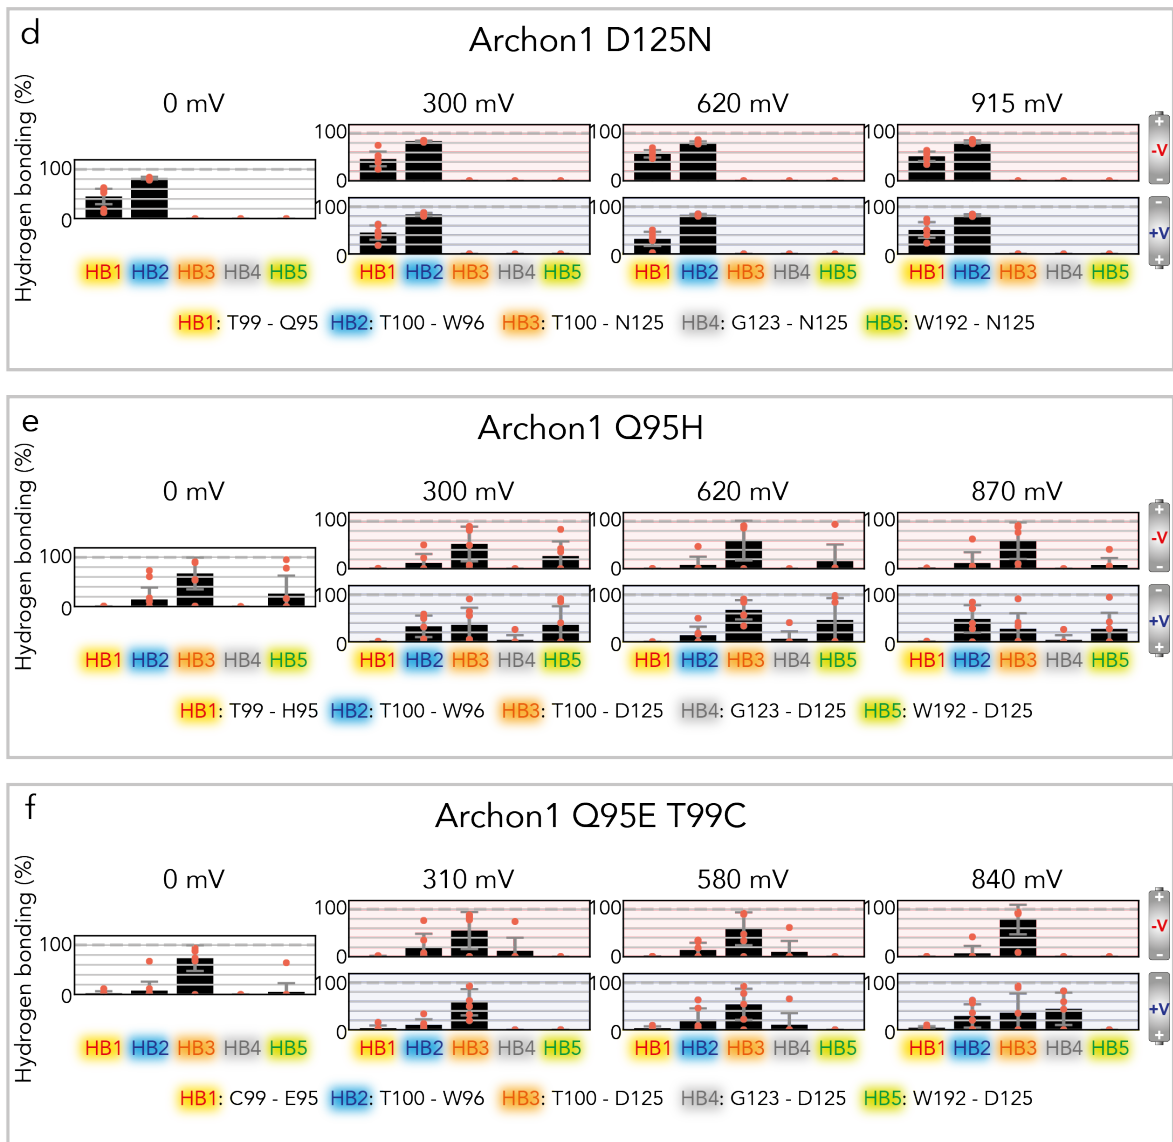 d
Archon1 D125N
Hydrogen bonding (%)
0 mV 300 mV 620 mV 915 mV
100 100 100 +
-V
100 0 0 0 -
0 100 100 100 -
+V
0 0 0 +
HB1 HB2 HB3 HB4 HB5 HB1 HB2 HB3 HB4 HB5 HB1 HB2 HB3 HB4 HB5 HB1 HB2 HB3 HB4 HB5
HB1: T99 - Q95 HB2: T100 - W96 HB3: T100 - N125 HB4: G123 - N125 HB5: W192 - N125
e
Archon1 Q95H
Hydrogen bonding (%)
0 mV 300 mV 620 mV 870 mV
100 100 100 +
-V
100 0 0 0 -
0 100 100 100 -
+V
0 0 0 +
HB1 HB2 HB3 HB4 HB5 HB1 HB2 HB3 HB4 HB5 HB1 HB2 HB3 HB4 HB5 HB1 HB2 HB3 HB4 HB5
HB1: T99 - H95 HB2: T100 - W96 HB3: T100 - D125 HB4: G123 - D125 HB5: W192 - D125
f
Archon1 Q95E T99C
Hydrogen bonding (%)
0 mV 310 mV 580 mV 840 mV
100 100 100 +
-V
100 0 0 0 -
0 100 100 100 -
+V
0 0 0 +
HB1 HB2 HB3 HB4 HB5 HB1 HB2 HB3 HB4 HB5 HB1 HB2 HB3 HB4 HB5 HB1 HB2 HB3 HB4 HB5
HB1: C99 - E95 HB2: T100 - W96 HB3: T100 - D125 HB4: G123 - D125 HB5: W192 - D125